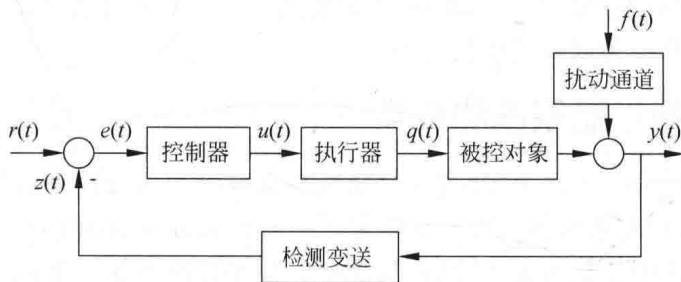 f(t)
扰动通道
r(t)
e(t)
控制器
u(t)
执行器
q(t)
被控对象
y(t)
z(t)
-
检测变送